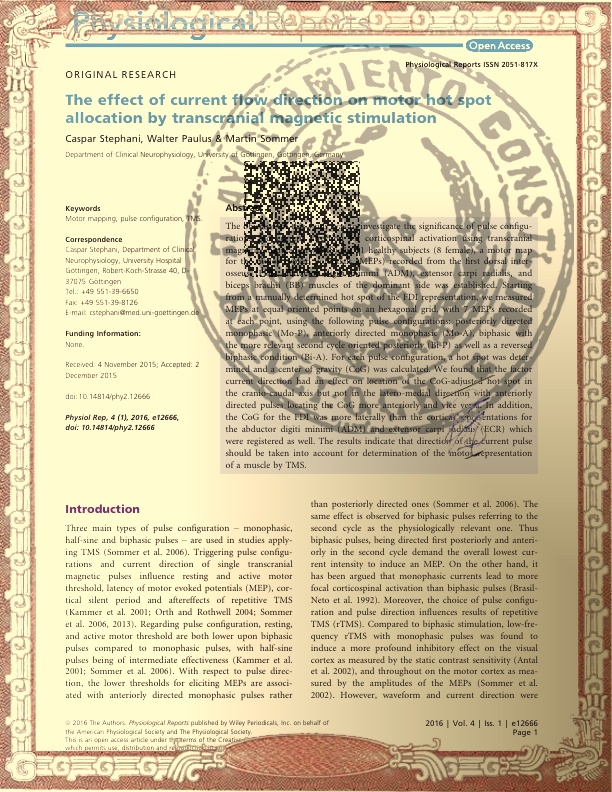 Physiological Reports
Open Access
Physiological Reports ISSN 2051-817X
ORIGINAL RESEARCH
The effect of current flow direction on motor hot spot
allocation by transcranial magnetic stimulation
Caspar Stephani, Walter Paulus & Martin Sommer
Department of Clinical Neurophysiology, University of Göttingen, Göttingen, Germany
Keywords
Motor mapping, pulse configuration, TMS.
Correspondence
Caspar Stephani, Department of Clinical
Neurophysiology, University Hospital
Göttingen, Robert-Koch-Strasse 40, D-
37075 Göttingen
Tel.: +49 551-39-6650
Fax: +49 551-39-8126
E-mail: cstephani@med.uni-goettingen.de
Funding Information:
None.
Received: 4 November 2015; Accepted: 2
December 2015
doi: 10.14814/phy2.12666
Physiol Rep, 4 (1), 2016, e12666,
doi: 10.14814/phy2.12666
The investigate the significance of pulse configu-
corticospinal activation using transcranial
healthy subjects (8 female), a motor map
for (MEPs) recorded from the first dorsal inter-
minimi (ADM), extensor carpi radialis, and
biceps brachii (BB) muscles of the dominant side was established. Starting
from a manually determined hot spot of the FDI representation, we measured
MEPs at equal oriented points on an hexagonal grid, with 7 MEPs recorded
at each point, using the following pulse configurations: posteriorly directed
monophasic (Mo-P), anteriorly directed monophasic (Mo-A), biphasic with
the more relevant second cycle oriented posteriorly (Bi-P) as well as a reversed
biphasic condition (Bi-A). For each pulse configuration, a hot spot was deter-
mined and a center of gravity (CoG) was calculated. We found that the factor
current direction had an effect on location of the CoG-adjusted hot spot in
the cranio-caudal axis but not in the latero-medial direction with anteriorly
directed pulses locating the CoG more anteriorly and vice versa. In addition,
the CoG for the FDI was more laterally than the cortical representations for
the abductor digiti minimi (ADM) and extensor carpi radialis (ECR) which
were registered as well. The results indicate that direction of the current pulse
should be taken into account for determination of the motor representation
of a muscle by TMS.
Introduction
Three main types of pulse configuration – monophasic,
half-sine and biphasic pulses – are used in studies apply-
ing TMS (Sommer et al. 2006). Triggering pulse configu-
rations and current direction of single transcranial
magnetic pulses influence resting and active motor
threshold, latency of motor evoked potentials (MEP), cor-
tical silent period and aftereffects of repetitive TMS
(Kammer et al. 2001; Orth and Rothwell 2004; Sommer
et al. 2006, 2013). Regarding pulse configuration, resting,
and active motor threshold are both lower upon biphasic
pulses compared to monophasic pulses, with half-sine
pulses being of intermediate effectiveness (Kammer et al.
2001; Sommer et al. 2006). With respect to pulse direc-
tion, the lower thresholds for eliciting MEPs are associ-
ated with anteriorly directed monophasic pulses rather
than posteriorly directed ones (Sommer et al. 2006). The
same effect is observed for biphasic pulses referring to the
second cycle as the physiologically relevant one. Thus
biphasic pulses, being directed first posteriorly and anteri-
orly in the second cycle demand the overall lowest cur-
rent intensity to induce an MEP. On the other hand, it
has been argued that monophasic currents lead to more
focal corticospinal activation than biphasic pulses (Brasil-
Neto et al. 1992). Moreover, the choice of pulse configu-
ration and pulse direction influences results of repetitive
TMS (rTMS). Compared to biphasic stimulation, low-fre-
quency rTMS with monophasic pulses was found to
induce a more profound inhibitory effect on the visual
cortex as measured by the static contrast sensitivity (Antal
et al. 2002), and throughout on the motor cortex as mea-
sured by the amplitudes of the MEPs (Sommer et al.
2002). However, waveform and current direction were
© 2016 The Authors. Physiological Reports published by Wiley Periodicals, Inc. on behalf of
the American Physiological Society and The Physiological Society.
This is an open access article under the terms of the Creative
which permits use, distribution and
2016 | Vol. 4 | Iss. 1 | e12666
Page 1
AMIENTO CONSTI